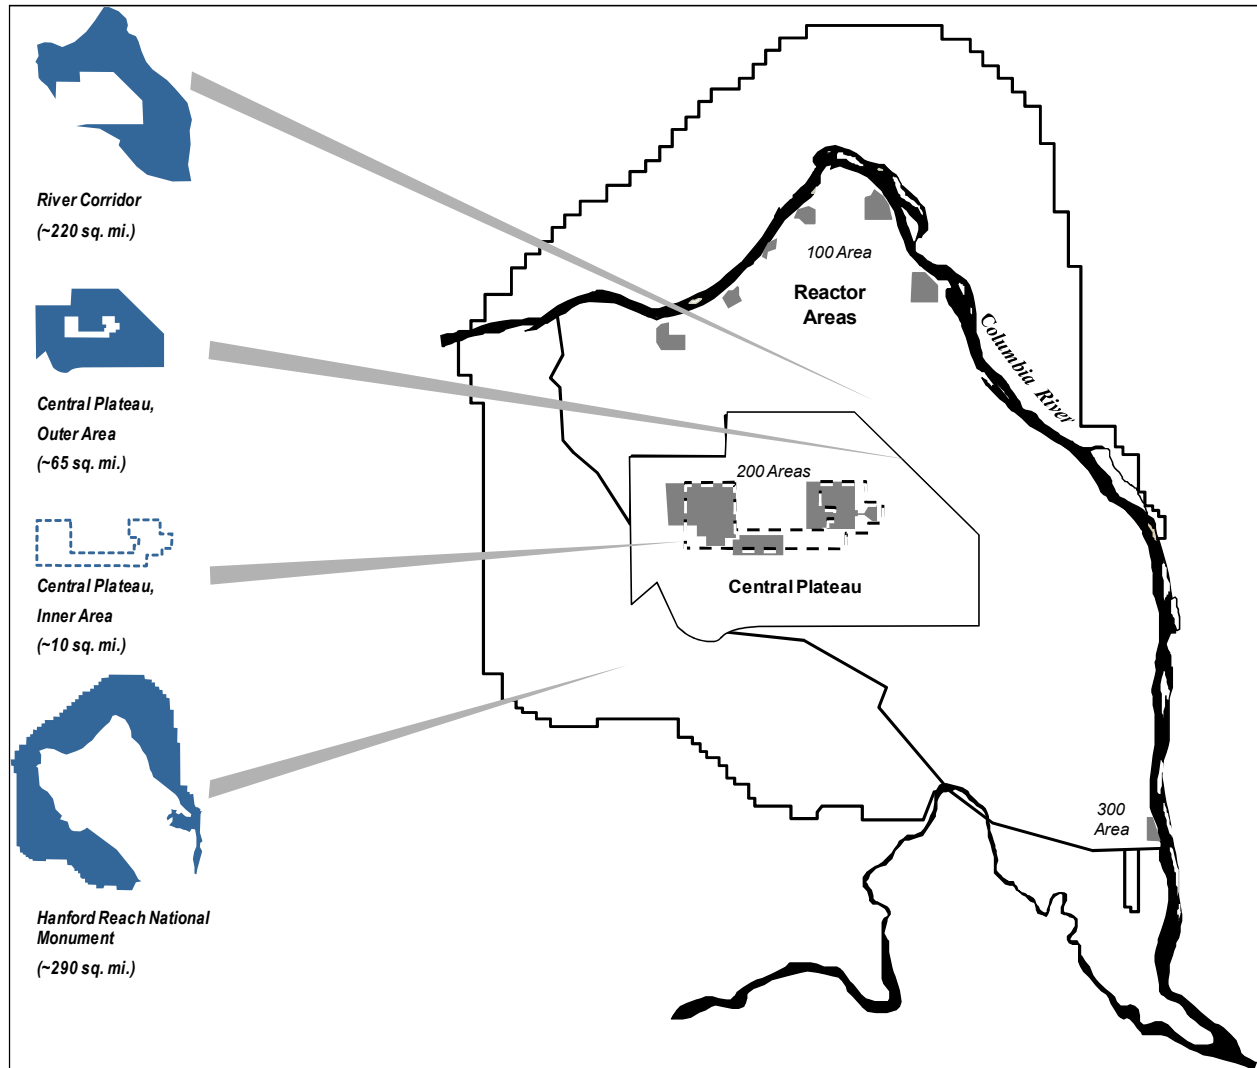 River Corridor
(~220 sq. mi.)
Central Plateau,
Outer Area
(~65 sq. mi.)
Central Plateau,
Inner Area
(~10 sq. mi.)
Hanford Reach National
Monument
(~290 sq. mi.)
100 Area
Reactor
Areas
Columbia River
200 Areas
Central Plateau
300
Area